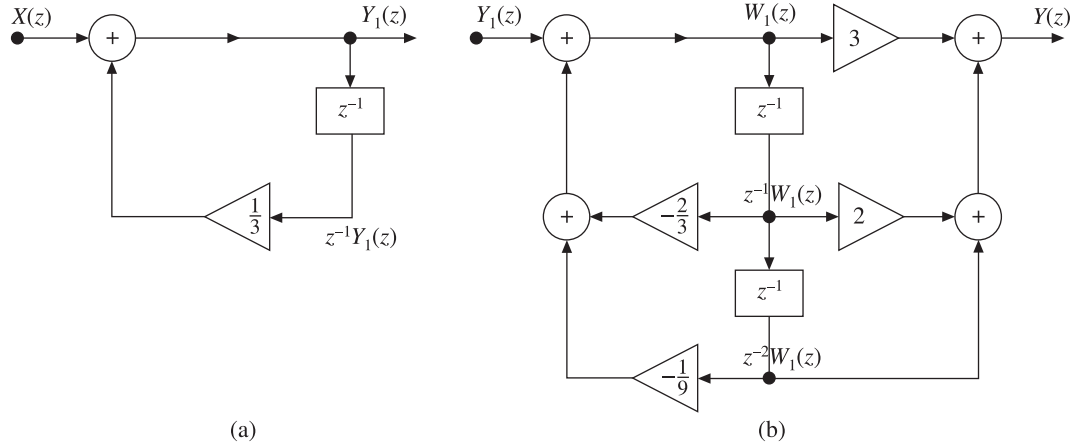 X(z)
+
Y₁(z)
z⁻¹
1/3
z⁻¹Y₁(z)
(a)
Y₁(z)
+
W₁(z)
3
+
Y(z)
z⁻¹
+
-2/3
z⁻¹W₁(z)
2
+
z⁻¹
-1/9
z⁻²W₁(z)
(b)